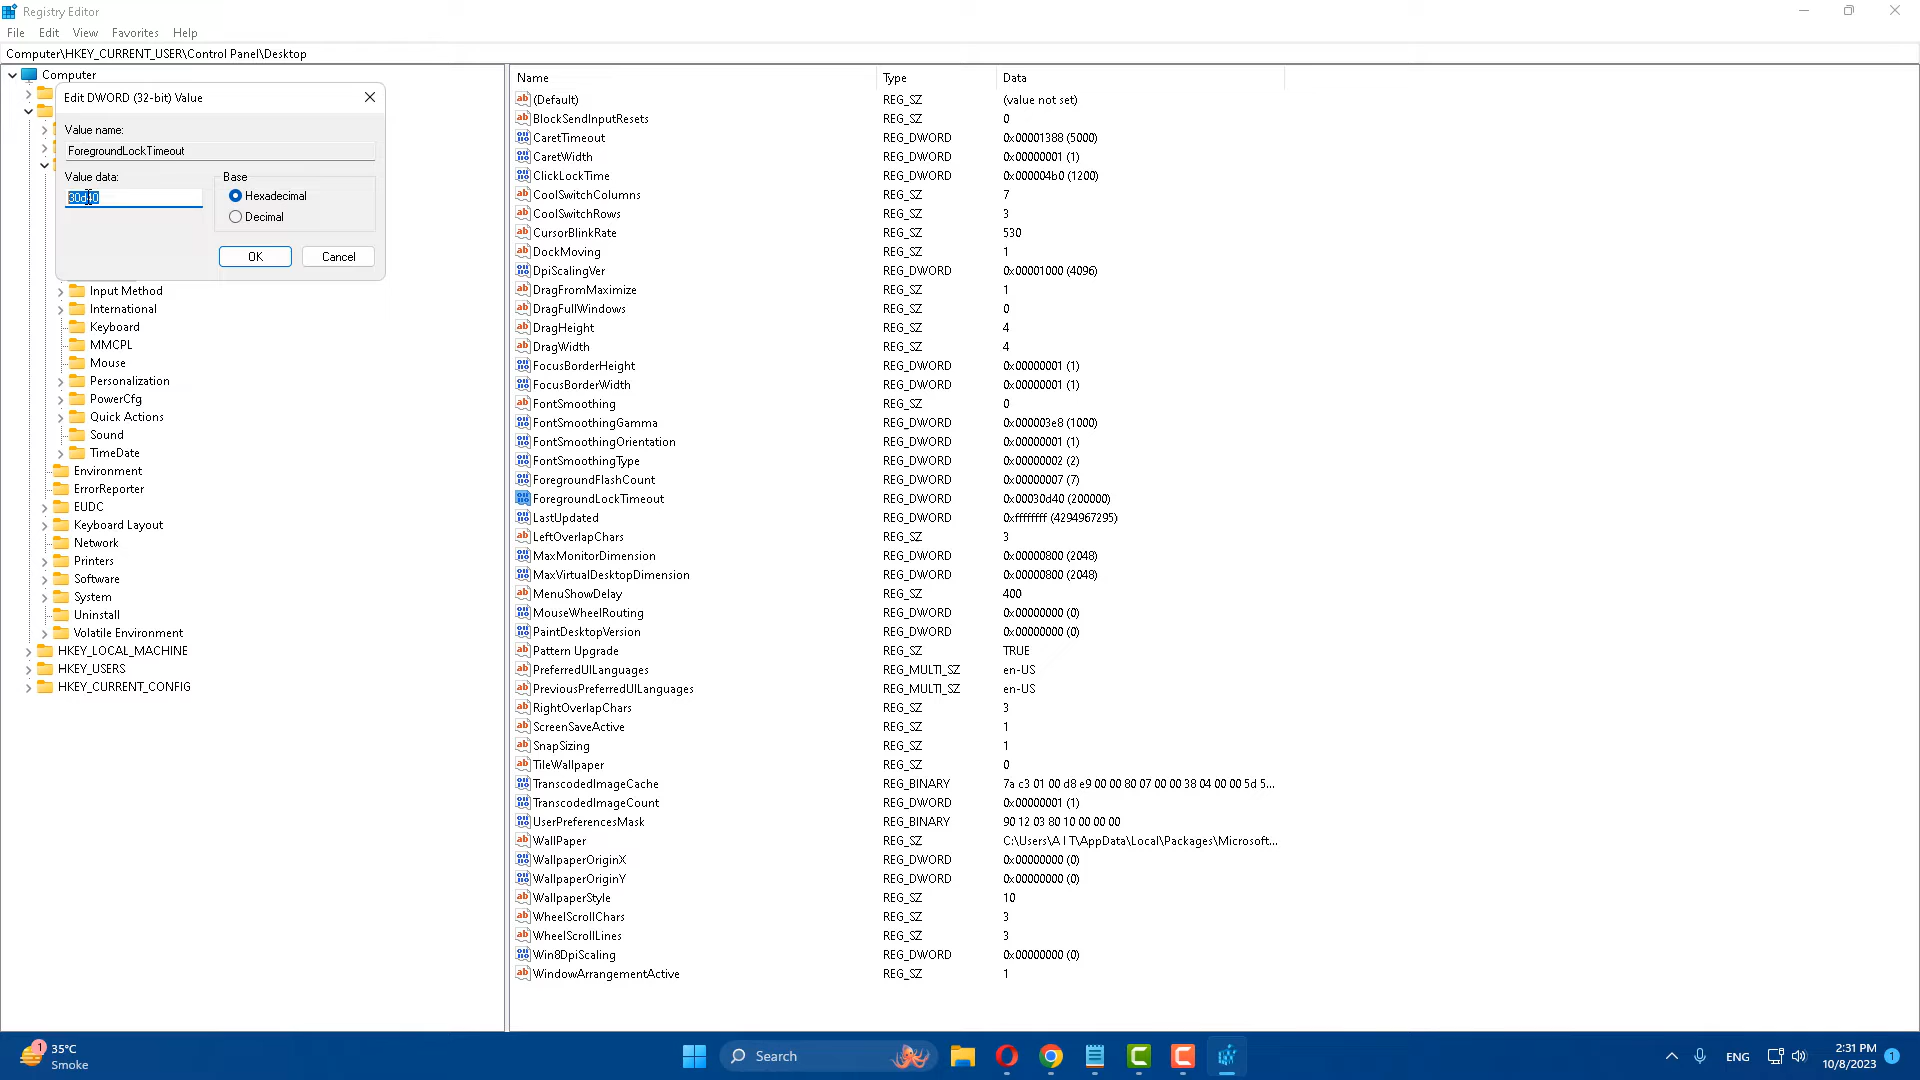 Registry Editor
File Edit View Favorites Help
Computer\HKEY_CURRENT_USER\Control Panel\Desktop
Computer
Edit DWORD (32-bit) Value
Value name:
ForegroundLockTimeout
Value data:
30d40
Base
Hexadecimal
Decimal
OK Cancel
Input Method
International
Keyboard
MMCPL
Mouse
Personalization
PowerCfg
Quick Actions
Sound
TimeDate
Environment
ErrorReporter
EUDC
Keyboard Layout
Network
Printers
Software
System
Uninstall
Volatile Environment
HKEY_LOCAL_MACHINE
HKEY_USERS
HKEY_CURRENT_CONFIG
Name Type Data
(Default) REG_SZ (value not set)
BlockSendInputResets REG_SZ 0
CaretTimeout REG_DWORD 0x00001388 (5000)
CaretWidth REG_DWORD 0x00000001 (1)
ClickLockTime REG_DWORD 0x000004b0 (1200)
CoolSwitchColumns REG_SZ 7
CoolSwitchRows REG_SZ 3
CursorBlinkRate REG_SZ 530
DockMoving REG_SZ 1
DpiScalingVer REG_DWORD 0x00001000 (4096)
DragFromMaximize REG_SZ 1
DragFullWindows REG_SZ 0
DragHeight REG_SZ 4
DragWidth REG_SZ 4
FocusBorderHeight REG_DWORD 0x00000001 (1)
FocusBorderWidth REG_DWORD 0x00000001 (1)
FontSmoothing REG_SZ 0
FontSmoothingGamma REG_DWORD 0x000003e8 (1000)
FontSmoothingOrientation REG_DWORD 0x00000001 (1)
FontSmoothingType REG_DWORD 0x00000002 (2)
ForegroundFlashCount REG_DWORD 0x00000007 (7)
ForegroundLockTimeout REG_DWORD 0x00030d40 (200000)
LastUpdated REG_DWORD 0xffffffff (4294967295)
LeftOverlapChars REG_SZ 3
MaxMonitorDimension REG_DWORD 0x00000800 (2048)
MaxVirtualDesktopDimension REG_DWORD 0x00000800 (2048)
MenuShowDelay REG_SZ 400
MouseWheelRouting REG_DWORD 0x00000000 (0)
PaintDesktopVersion REG_DWORD 0x00000000 (0)
Pattern Upgrade REG_SZ TRUE
PreferredUILanguages REG_MULTI_SZ en-US
PreviousPreferredUILanguages REG_MULTI_SZ en-US
RightOverlapChars REG_SZ 3
ScreenSaveActive REG_SZ 1
SnapSizing REG_SZ 1
TileWallpaper REG_SZ 0
TranscodedImageCache REG_BINARY 7a c3 01 00 d8 e9 00 00 80 07 00 00 38 04 00 00 5d 5...
TranscodedImageCount REG_DWORD 0x00000001 (1)
UserPreferencesMask REG_BINARY 90 12 03 80 10 00 00 00
WallPaper REG_SZ C:\Users\A I T\AppData\Local\Packages\Microsoft...
WallpaperOriginX REG_DWORD 0x00000000 (0)
WallpaperOriginY REG_DWORD 0x00000000 (0)
WallpaperStyle REG_SZ 10
WheelScrollChars REG_SZ 3
WheelScrollLines REG_SZ 3
Win8DpiScaling REG_DWORD 0x00000000 (0)
WindowArrangementActive REG_SZ 1
1 35°C
Smoke
Search
ENG
2:31 PM
10/8/2023
1